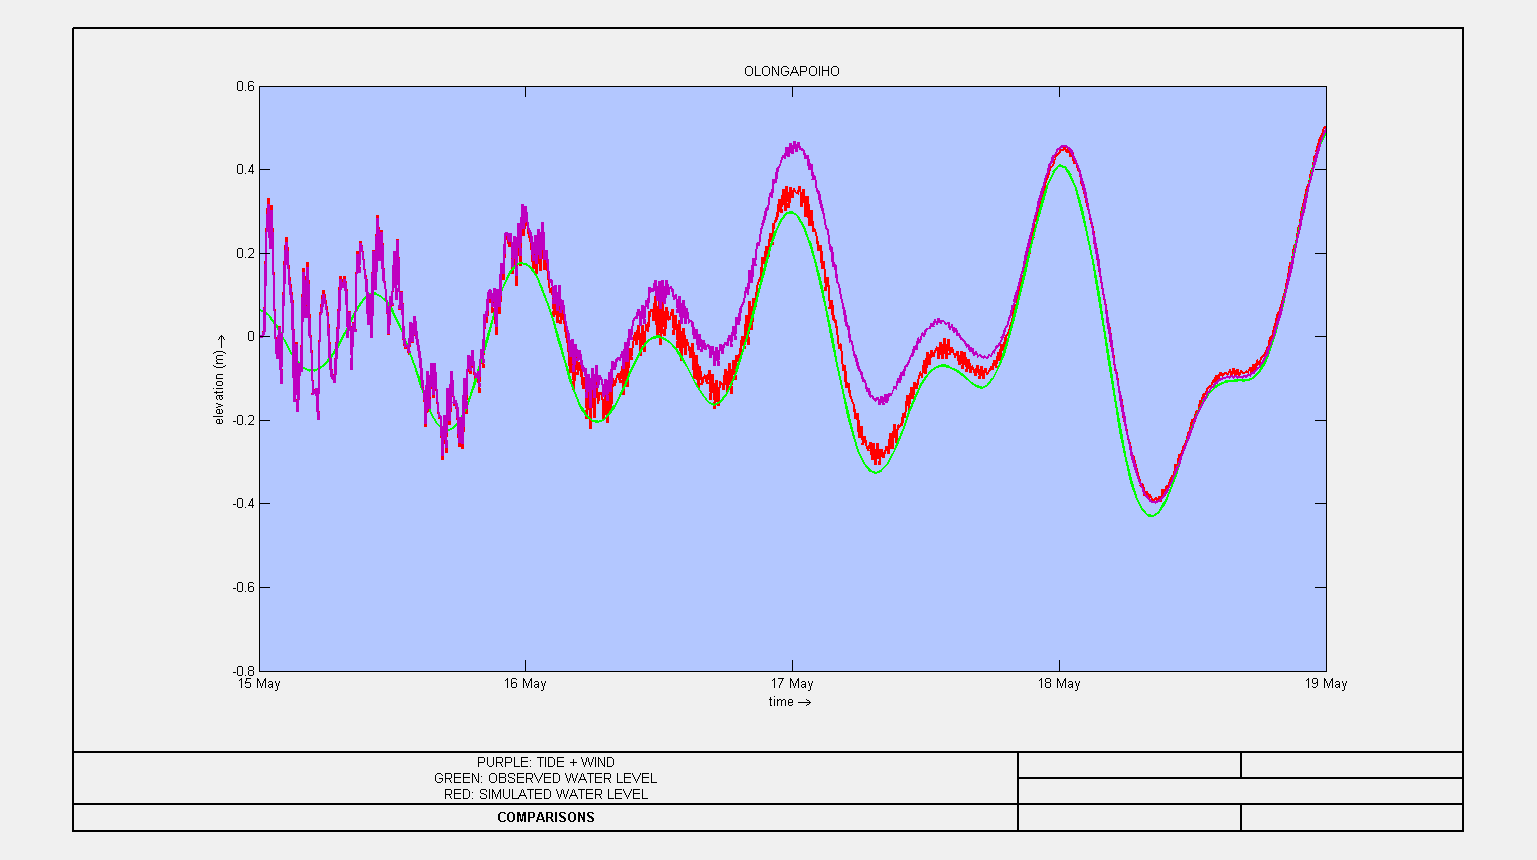 OLONGAPOIHO
0.6
0.4
0.2
0
-0.2
-0.4
-0.6
-0.8
elevation (m) →
15 May
16 May
17 May
18 May
19 May
time →
PURPLE: TIDE + WIND
GREEN: OBSERVED WATER LEVEL
RED: SIMULATED WATER LEVEL
COMPARISONS